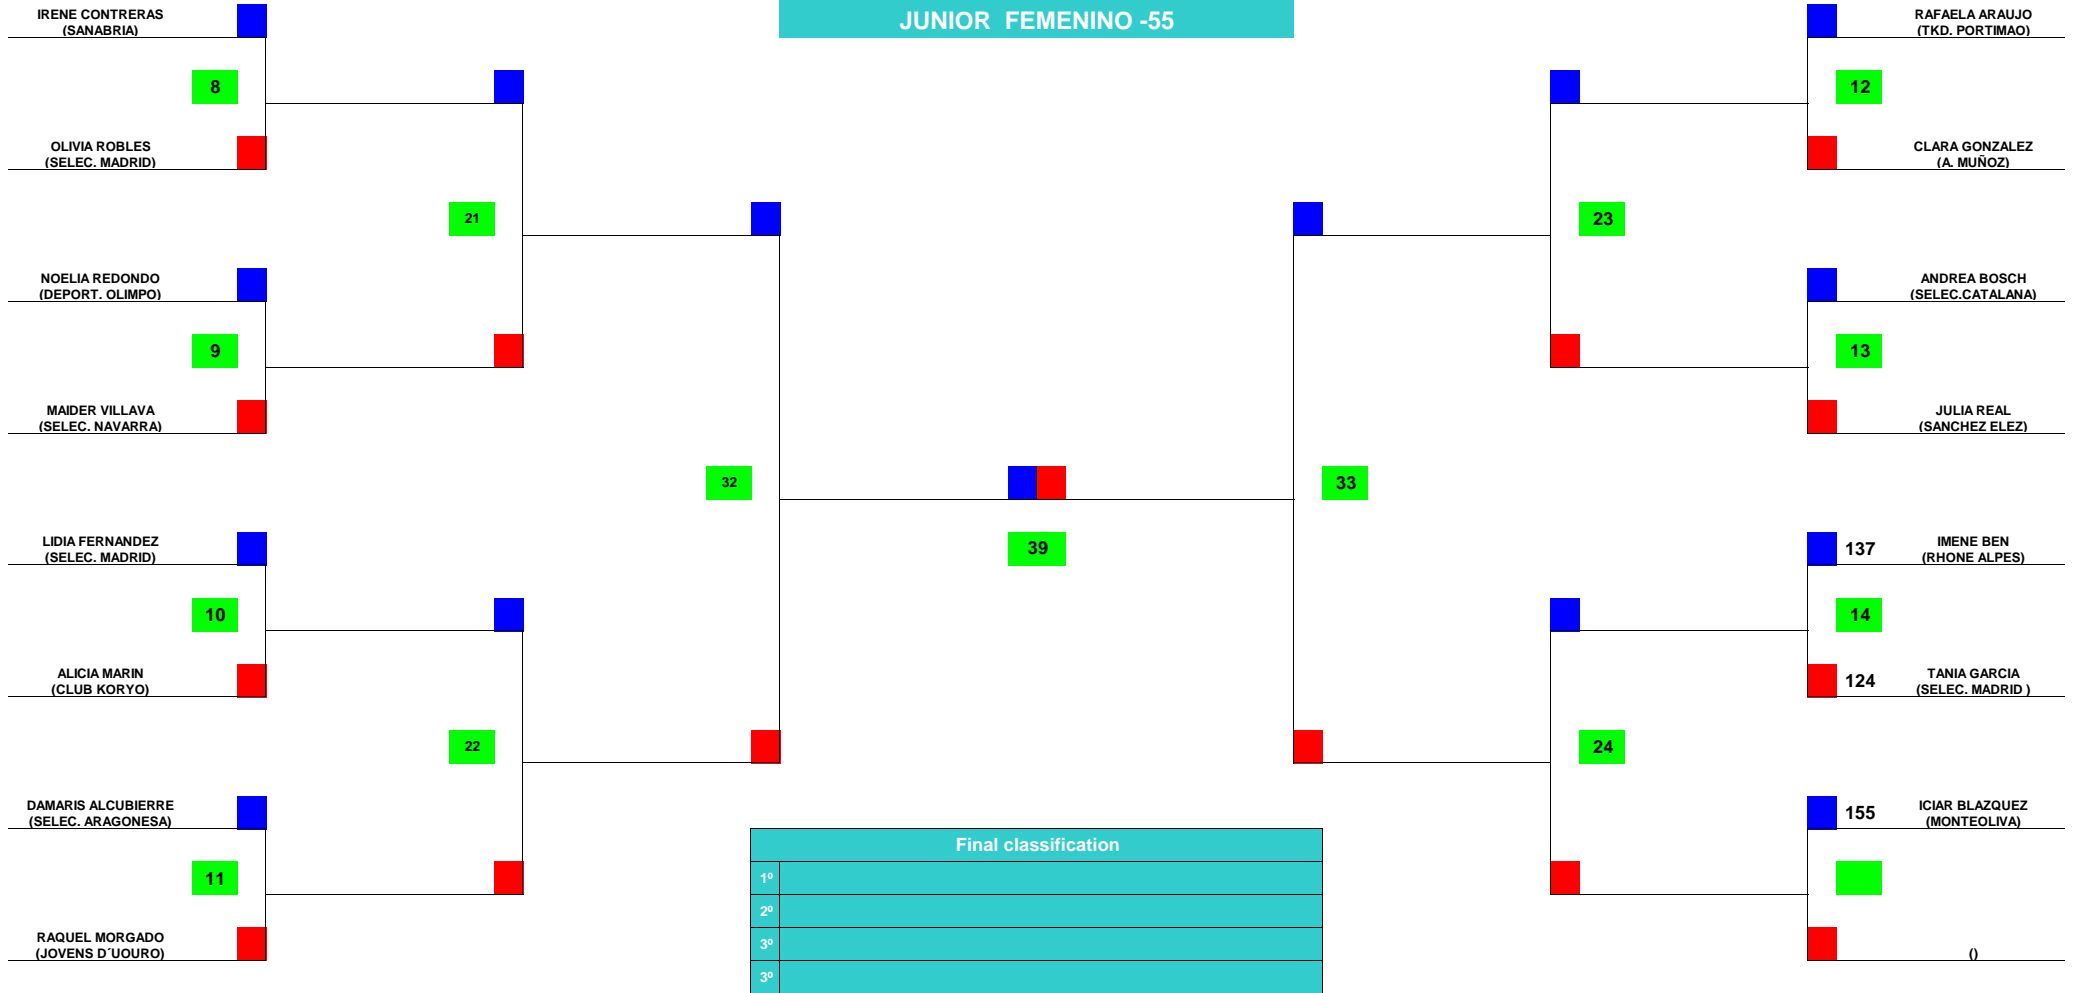 JUNIOR FEMENINO -55
IRENE CONTRERAS
(SANABRIA)
8
OLIVIA ROBLES
(SELEC. MADRID)
21
NOELIA REDONDO
(DEPORT. OLIMPO)
9
MAIDER VILLAVA
(SELEC. NAVARRA)
32
LIDIA FERNANDEZ
(SELEC. MADRID)
10
ALICIA MARIN
(CLUB KORYO)
22
DAMARIS ALCUBIERRE
(SELEC. ARAGONESA)
11
RAQUEL MORGADO
(JOVENS D´UOURO)
39
RAFAELA ARAUJO
(TKD. PORTIMAO)
12
CLARA GONZALEZ
(A. MUÑOZ)
23
ANDREA BOSCH
(SELEC.CATALANA)
13
JULIA REAL
(SANCHEZ ELEZ)
33
137 IMENE BEN
(RHONE ALPES)
14
124 TANIA GARCIA
(SELEC. MADRID )
24
155 ICIAR BLAZQUEZ
(MONTEOLIVA)
()
Final classification
1º
2º
3º
3º